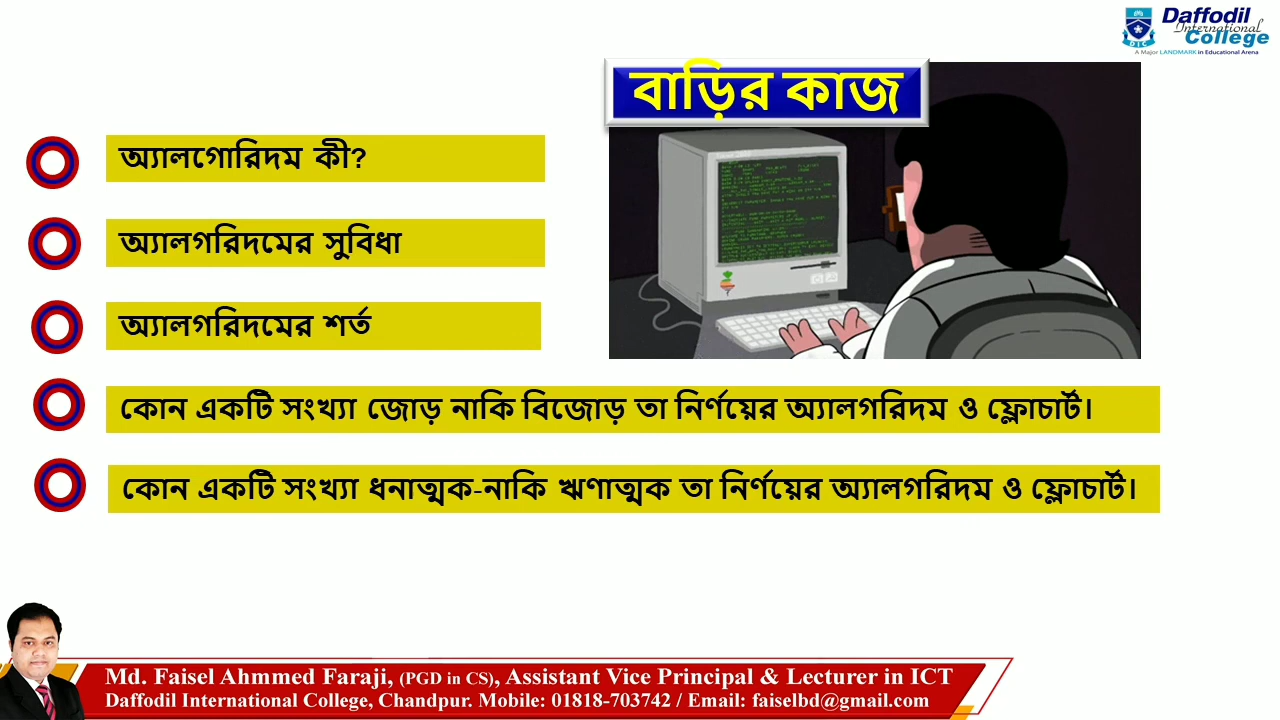 Daffodil
International
College
DIC
A Major LANDMARK in Educational Arena
বাড়ির কাজ
অ্যালগোরিদম কী?
অ্যালগরিদমের সুবিধা
অ্যালগরিদমের শর্ত
কোন একটি সংখ্যা জোড় নাকি বিজোড় তা নির্ণয়ের অ্যালগরিদম ও ফ্লোচার্ট।
কোন একটি সংখ্যা ধনাত্মক-নাকি ঋণাত্মক তা নির্ণয়ের অ্যালগরিদম ও ফ্লোচার্ট।
Md. Faisel Ahmmed Faraji, (PGD in CS), Assistant Vice Principal & Lecturer in ICT
Daffodil International College, Chandpur. Mobile: 01818-703742 / Email: faiselbd@gmail.com